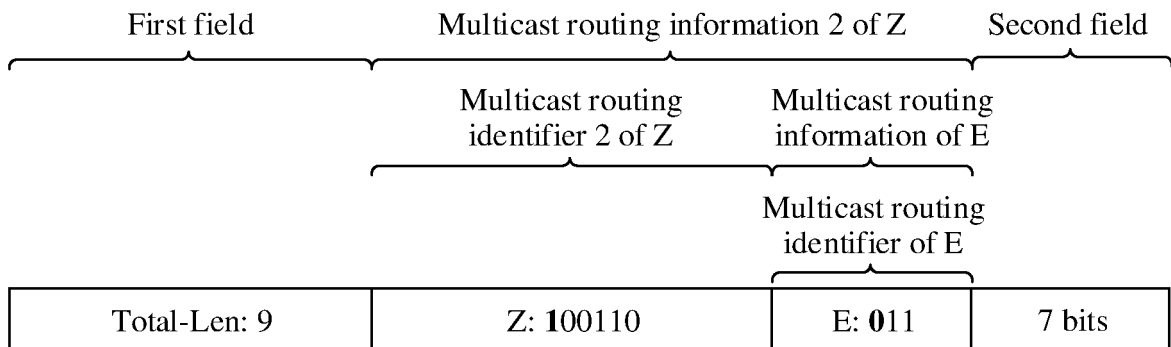 First field
Multicast routing information 2 of Z
Second field
Multicast routing
identifier 2 of Z
Multicast routing
information of E
Multicast routing
identifier of E
Total-Len: 9
Z: 100110
E: 011
7 bits